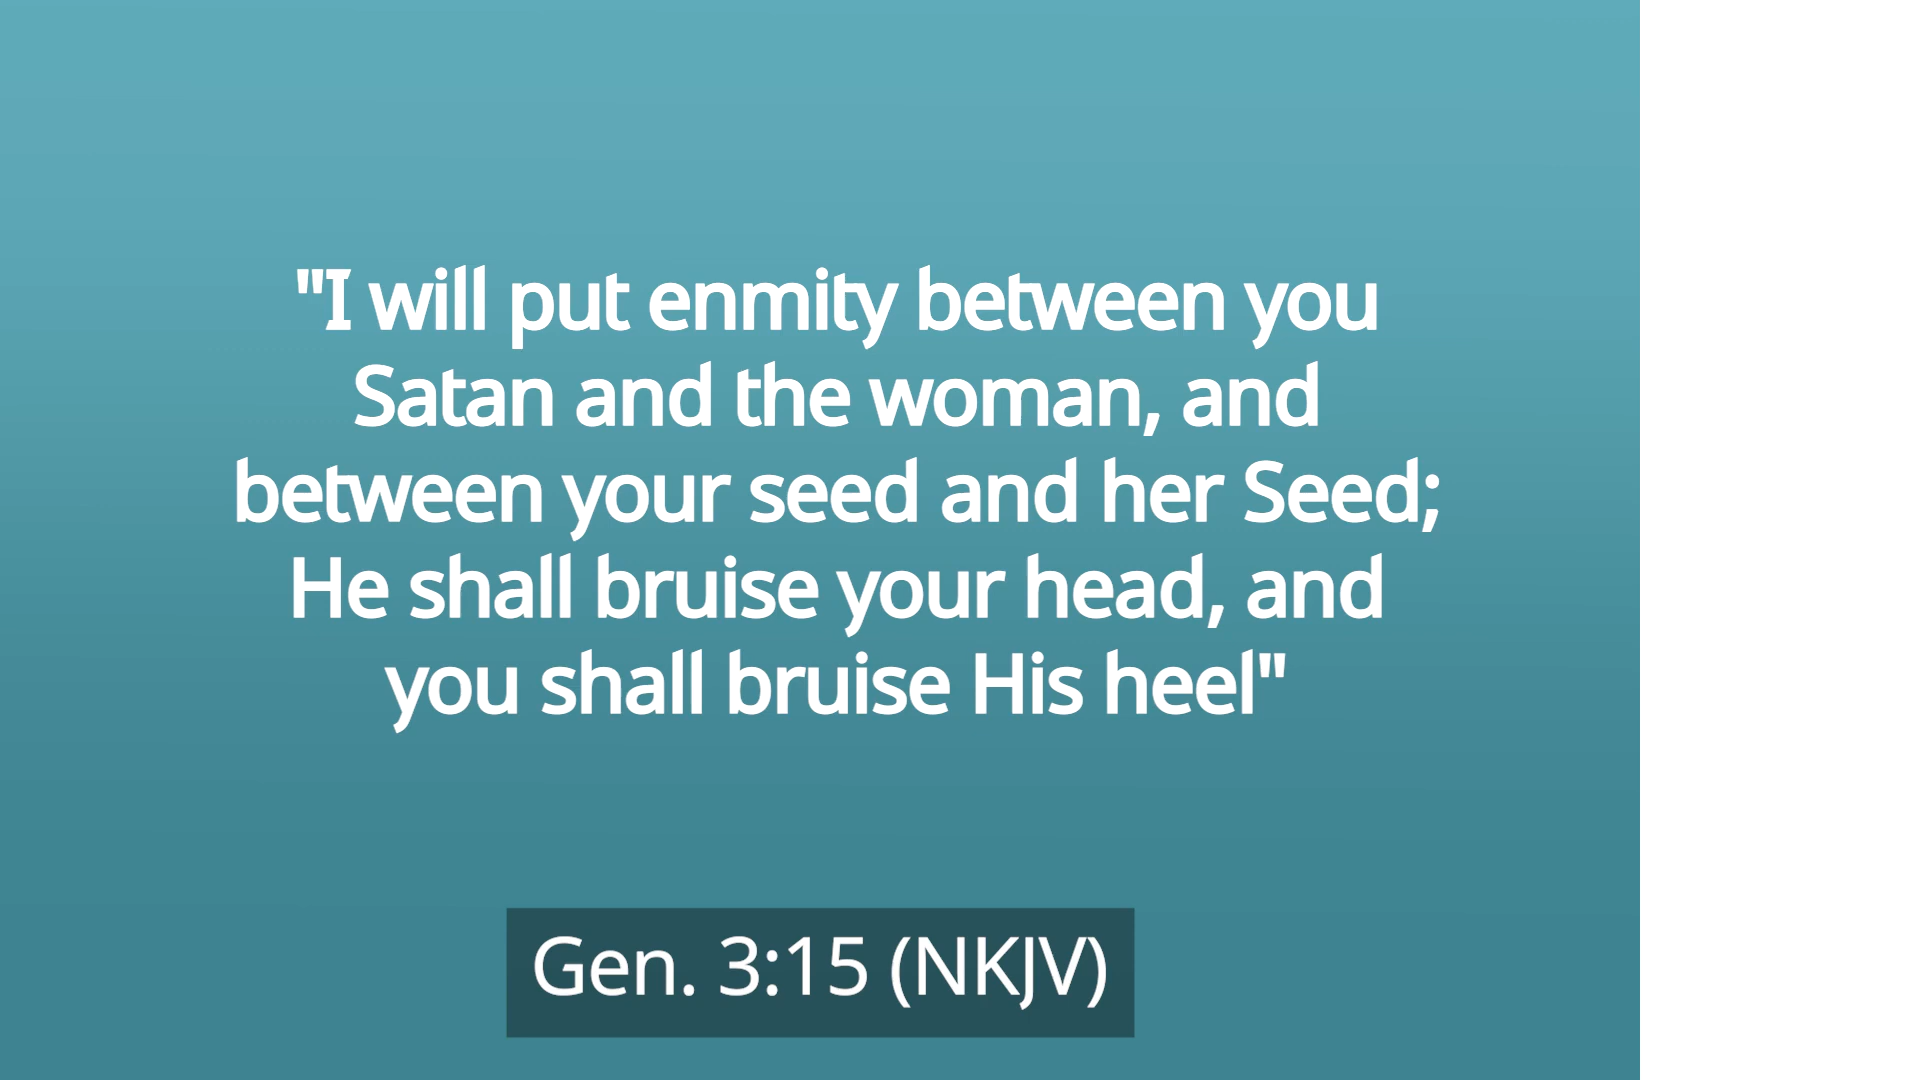 "I will put enmity between you
Satan and the woman, and
between your seed and her Seed;
He shall bruise your head, and
you shall bruise His heel"
Gen. 3:15 (NKJV)